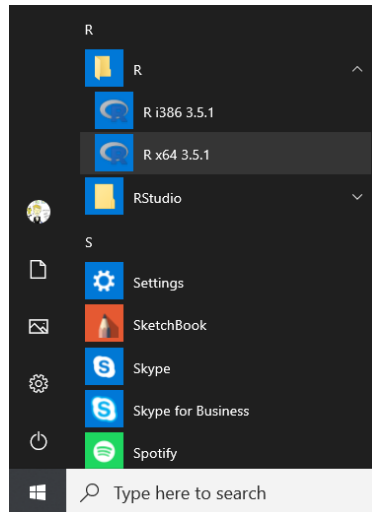 R
R
R i386 3.5.1
R x64 3.5.1
RStudio
S
Settings
SketchBook
Skype
Skype for Business
Spotify
Type here to search